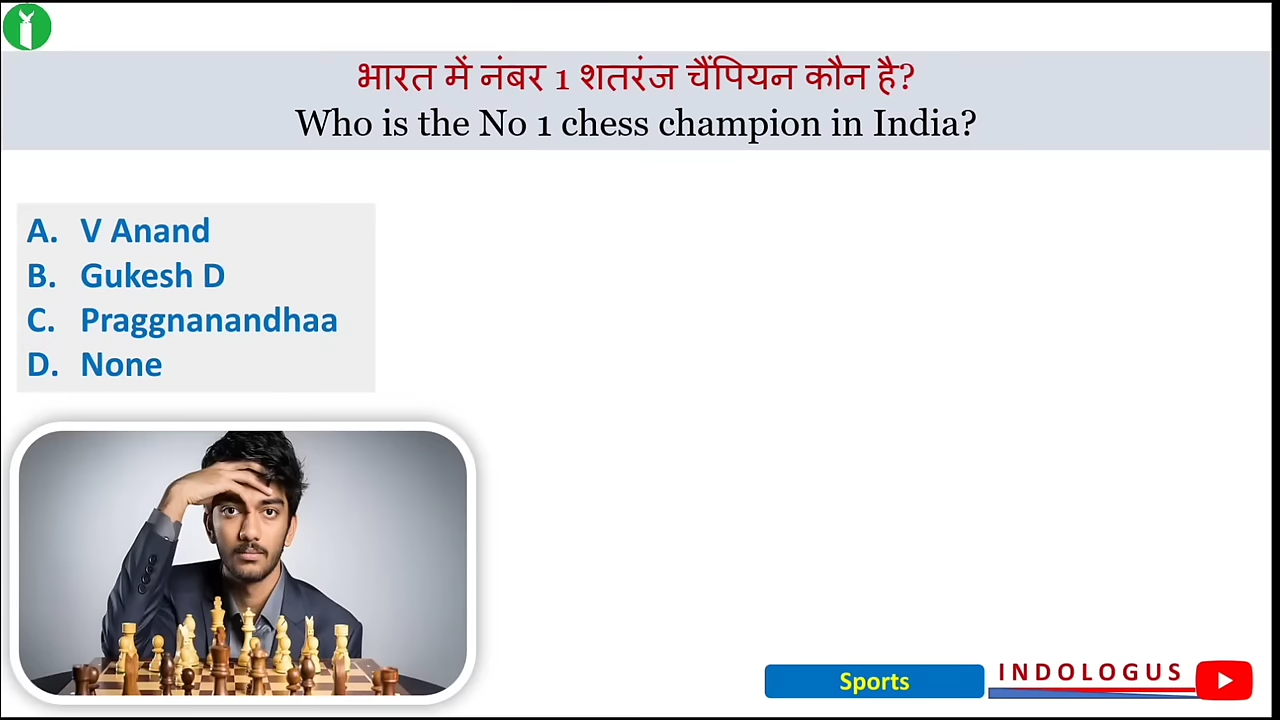 भारत में नंबर 1 शतरंज चैंपियन कौन है?
Who is the No 1 chess champion in India?
A. V Anand
B. Gukesh D
C. Praggnanandhaa
D. None
Sports
INDOLOGUS